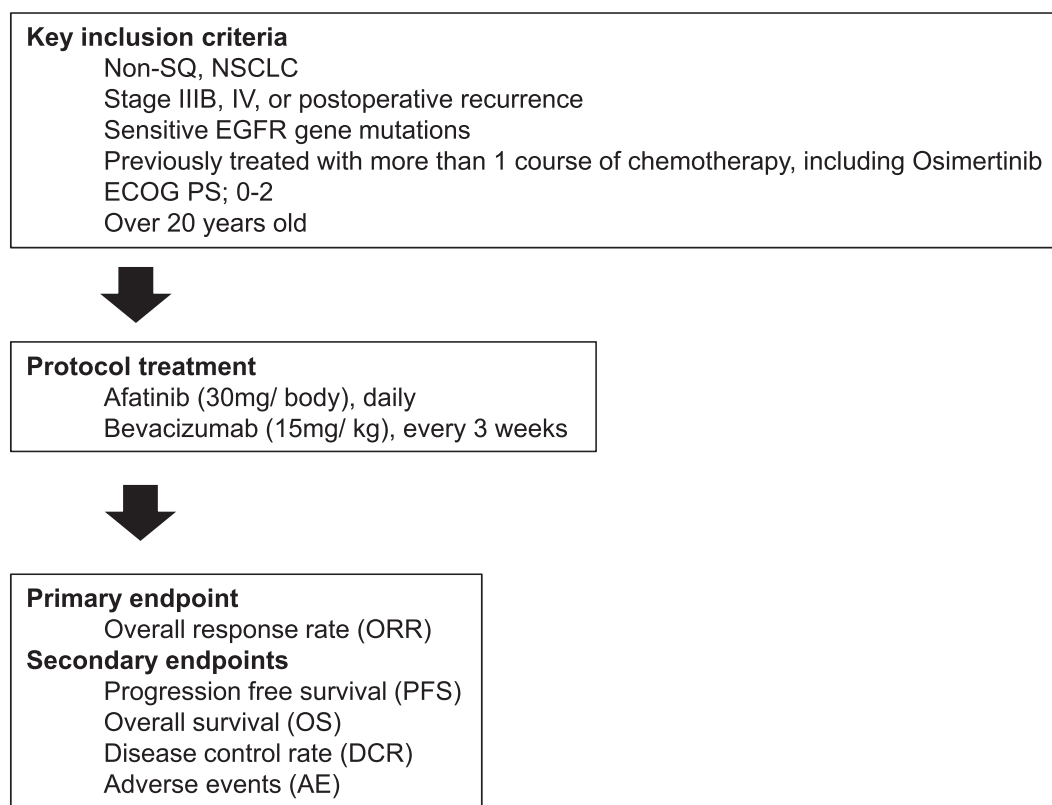 Key inclusion criteria
Non-SQ, NSCLC
Stage IIIB, IV, or postoperative recurrence
Sensitive EGFR gene mutations
Previously treated with more than 1 course of chemotherapy, including Osimertinib
ECOG PS; 0-2
Over 20 years old
Protocol treatment
Afatinib (30mg/ body), daily
Bevacizumab (15mg/ kg), every 3 weeks
Primary endpoint
Overall response rate (ORR)
Secondary endpoints
Progression free survival (PFS)
Overall survival (OS)
Disease control rate (DCR)
Adverse events (AE)